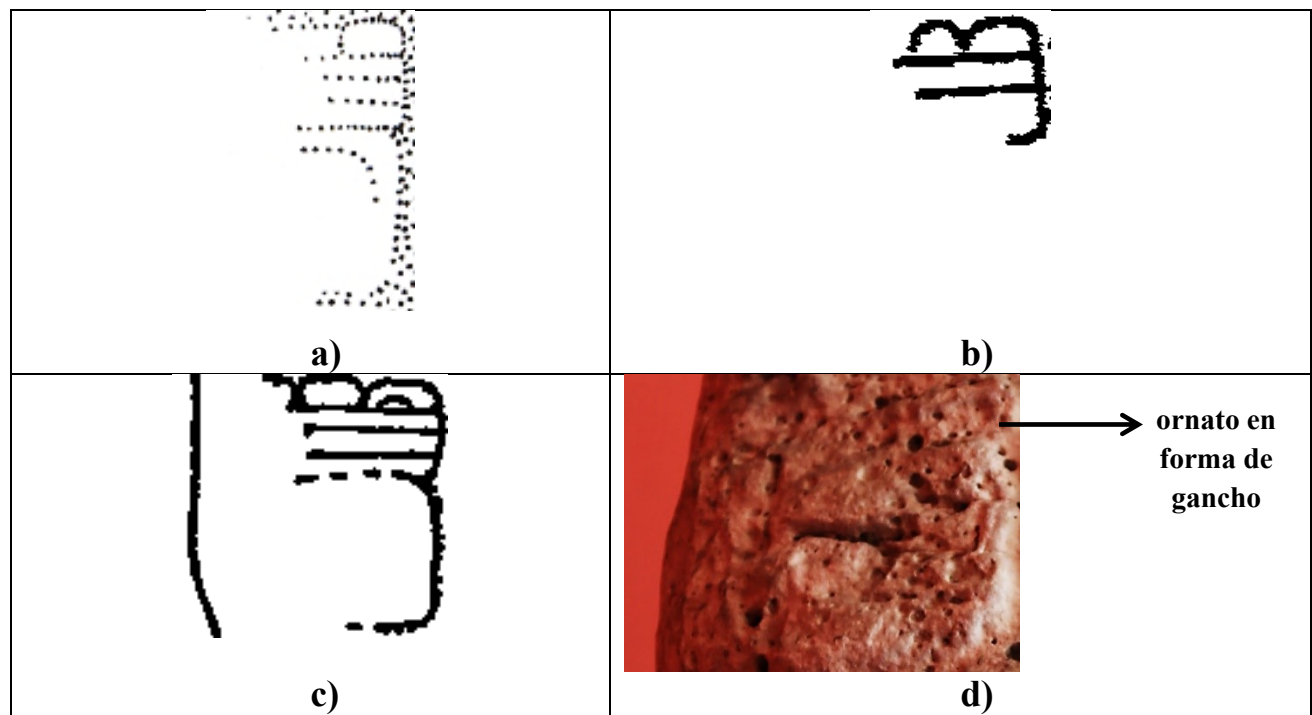 a)
b)
ornato en
forma de
gancho
c)
d)